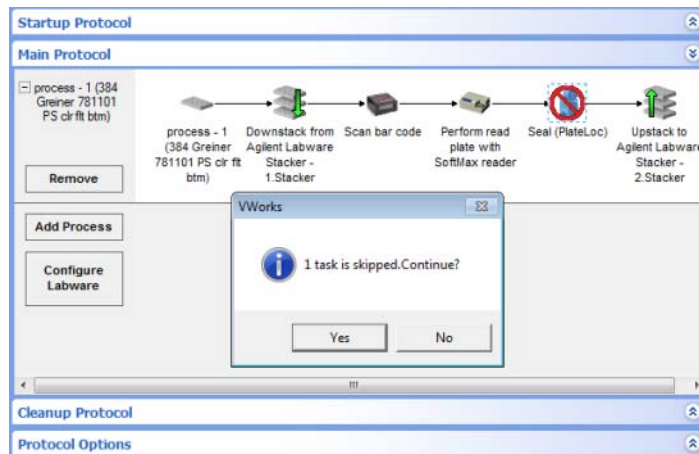 Startup Protocol
Main Protocol
process - 1 (384
Greiner 781101
PS clr flt btm)
Remove
process - 1
(384 Greiner
781101 PS clr flt
btm)
Downstack from
Agilent Labware
Stacker -
1.Stacker
Scan bar code
Perform read
plate with
SoftMax reader
Seal (PlateLoc)
Upstack to
Agilent Labware
Stacker -
2.Stacker
Add Process
Configure
Labware
VWorks
1 task is skipped.Continue?
Yes
No
Cleanup Protocol
Protocol Options